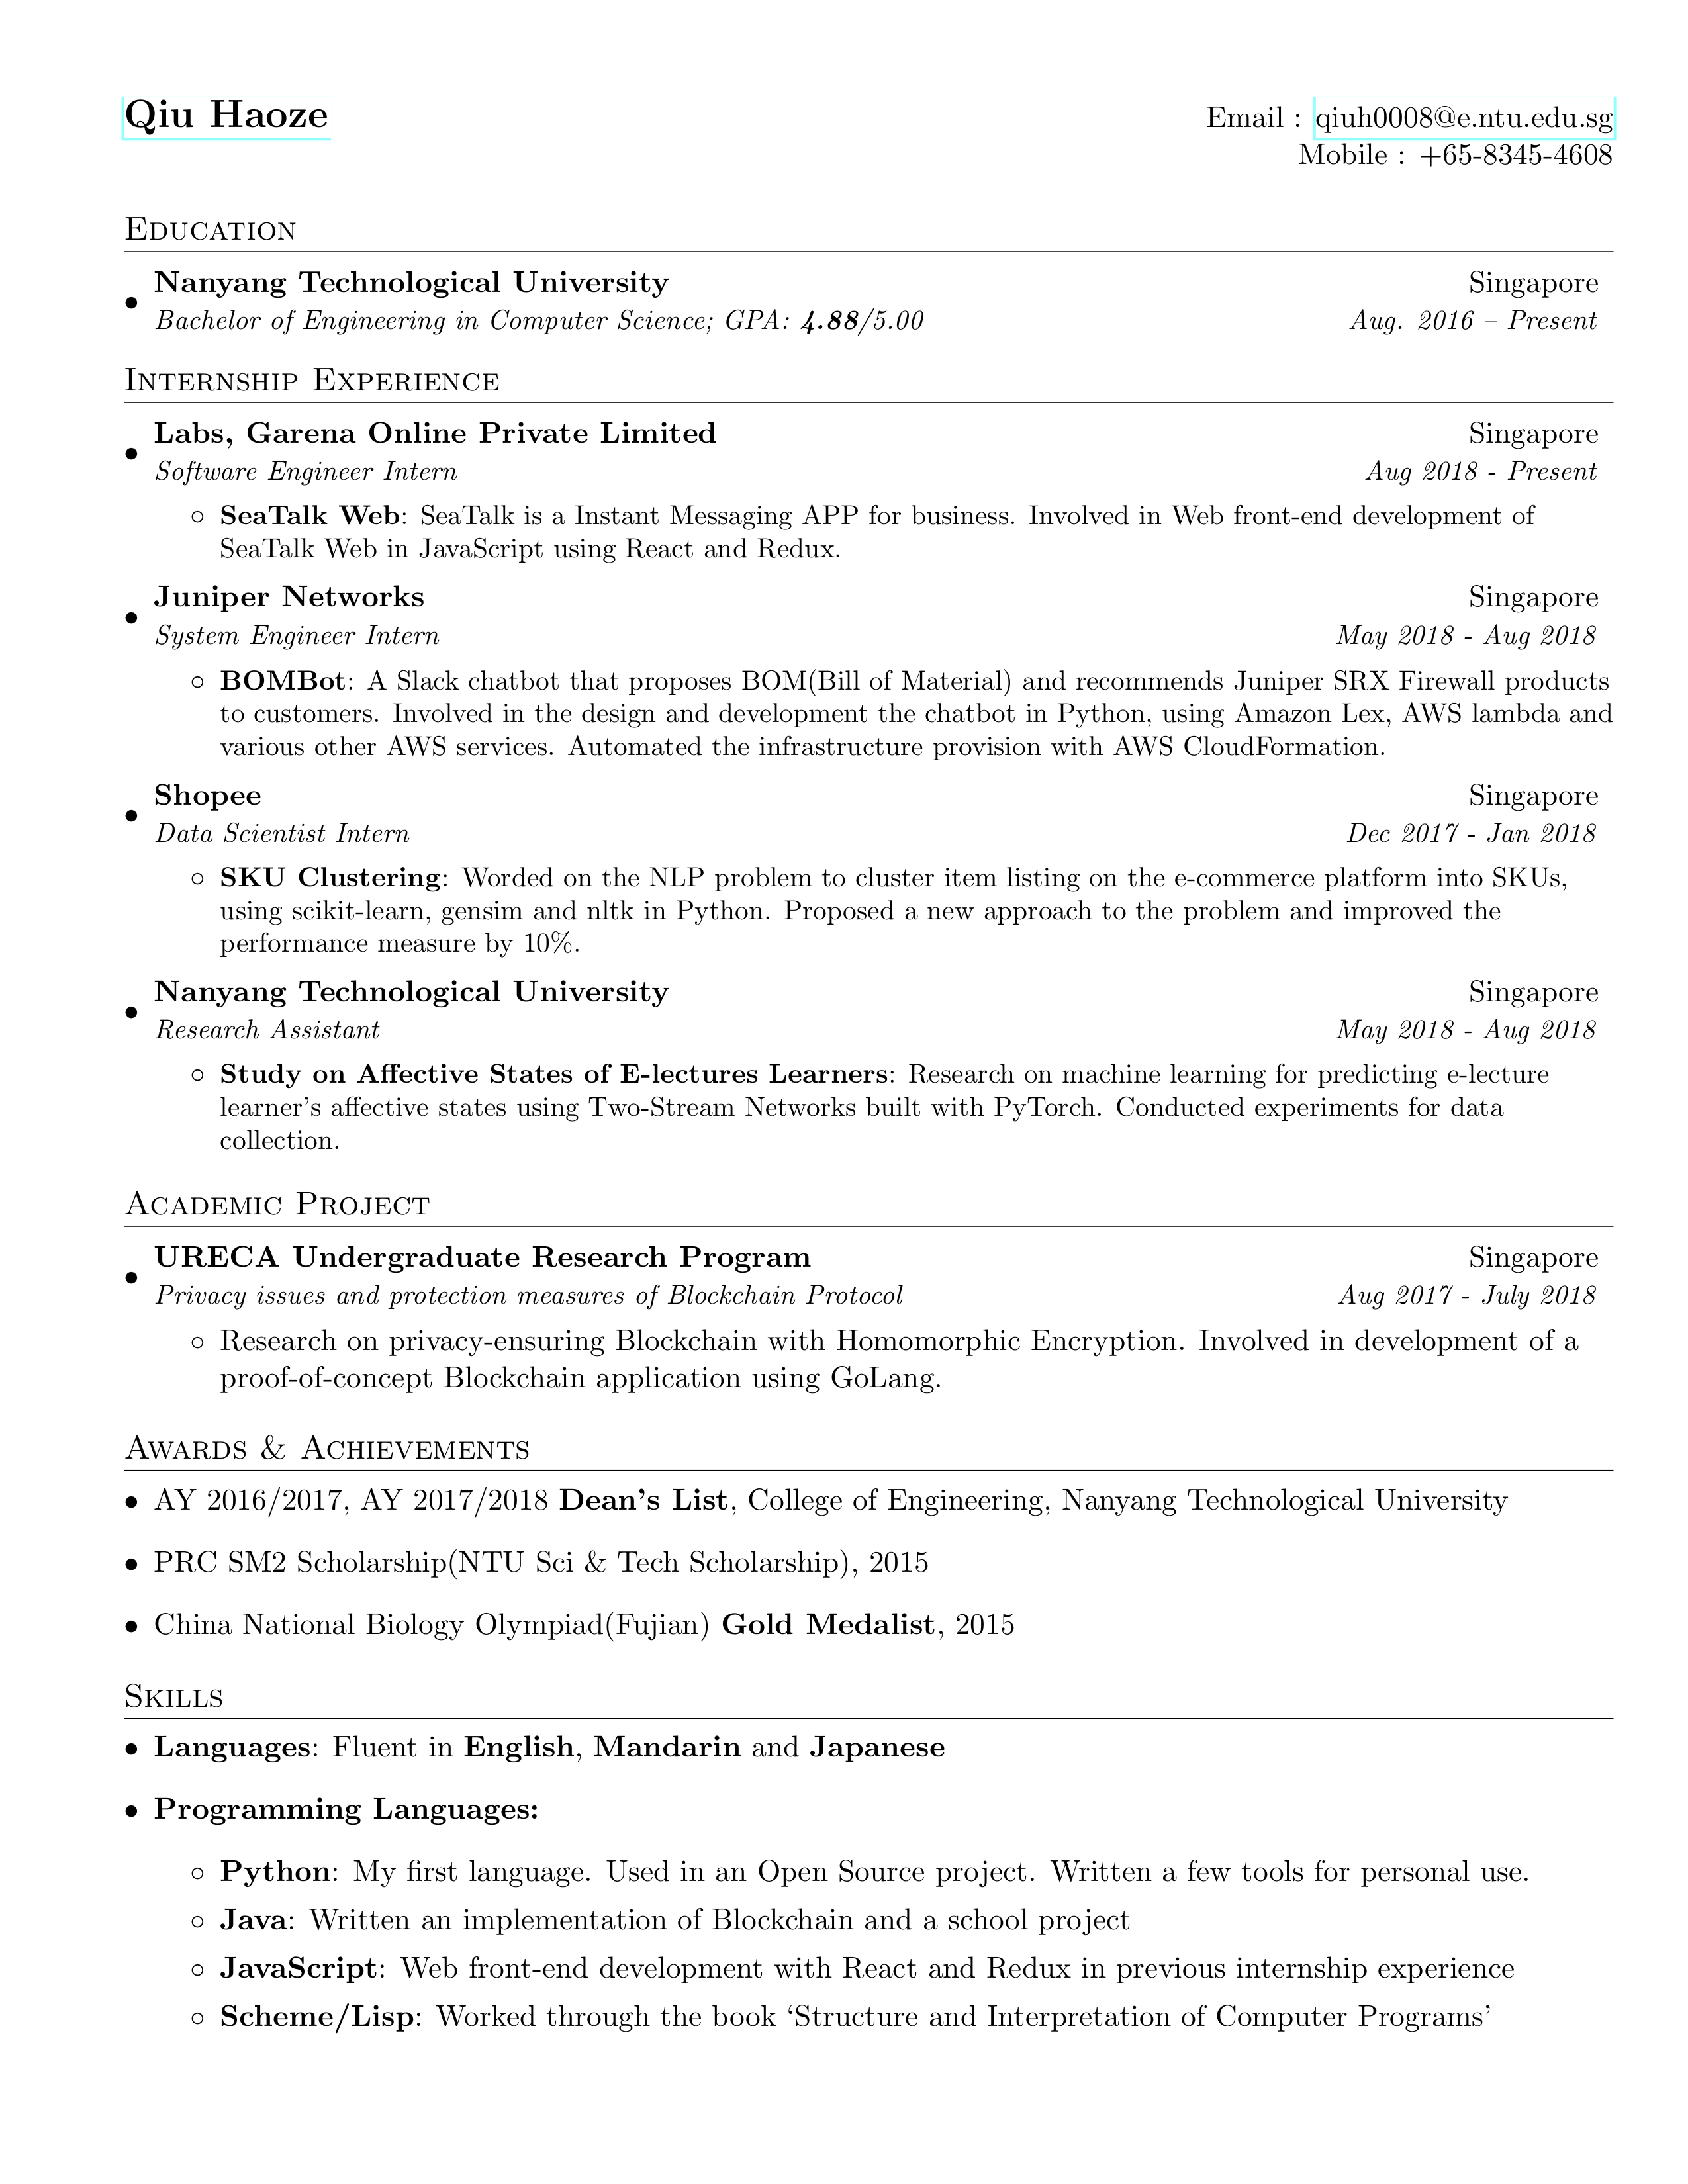 Qiu Haoze
Email : qiuh0008@e.ntu.edu.sg
Mobile : +65-8345-4608
Education
• Nanyang Technological University Singapore
Bachelor of Engineering in Computer Science; GPA: 4.88/5.00 Aug. 2016 – Present
Internship Experience
• Labs, Garena Online Private Limited Singapore
Software Engineer Intern Aug 2018 - Present
◦ SeaTalk Web: SeaTalk is a Instant Messaging APP for business. Involved in Web front-end development of
SeaTalk Web in JavaScript using React and Redux.
• Juniper Networks Singapore
System Engineer Intern May 2018 - Aug 2018
◦ BOMBot: A Slack chatbot that proposes BOM(Bill of Material) and recommends Juniper SRX Firewall products
to customers. Involved in the design and development the chatbot in Python, using Amazon Lex, AWS lambda and
various other AWS services. Automated the infrastructure provision with AWS CloudFormation.
• Shopee Singapore
Data Scientist Intern Dec 2017 - Jan 2018
◦ SKU Clustering: Worded on the NLP problem to cluster item listing on the e-commerce platform into SKUs,
using scikit-learn, gensim and nltk in Python. Proposed a new approach to the problem and improved the
performance measure by 10%.
• Nanyang Technological University Singapore
Research Assistant May 2018 - Aug 2018
◦ Study on Affective States of E-lectures Learners: Research on machine learning for predicting e-lecture
learner's affective states using Two-Stream Networks built with PyTorch. Conducted experiments for data
collection.
Academic Project
• URECA Undergraduate Research Program Singapore
Privacy issues and protection measures of Blockchain Protocol Aug 2017 - July 2018
◦ Research on privacy-ensuring Blockchain with Homomorphic Encryption. Involved in development of a
proof-of-concept Blockchain application using GoLang.
Awards & Achievements
• AY 2016/2017, AY 2017/2018 Dean's List, College of Engineering, Nanyang Technological University
• PRC SM2 Scholarship(NTU Sci & Tech Scholarship), 2015
• China National Biology Olympiad(Fujian) Gold Medalist, 2015
Skills
• Languages: Fluent in English, Mandarin and Japanese
• Programming Languages:
◦ Python: My first language. Used in an Open Source project. Written a few tools for personal use.
◦ Java: Written an implementation of Blockchain and a school project
◦ JavaScript: Web front-end development with React and Redux in previous internship experience
◦ Scheme/Lisp: Worked through the book ‘Structure and Interpretation of Computer Programs’